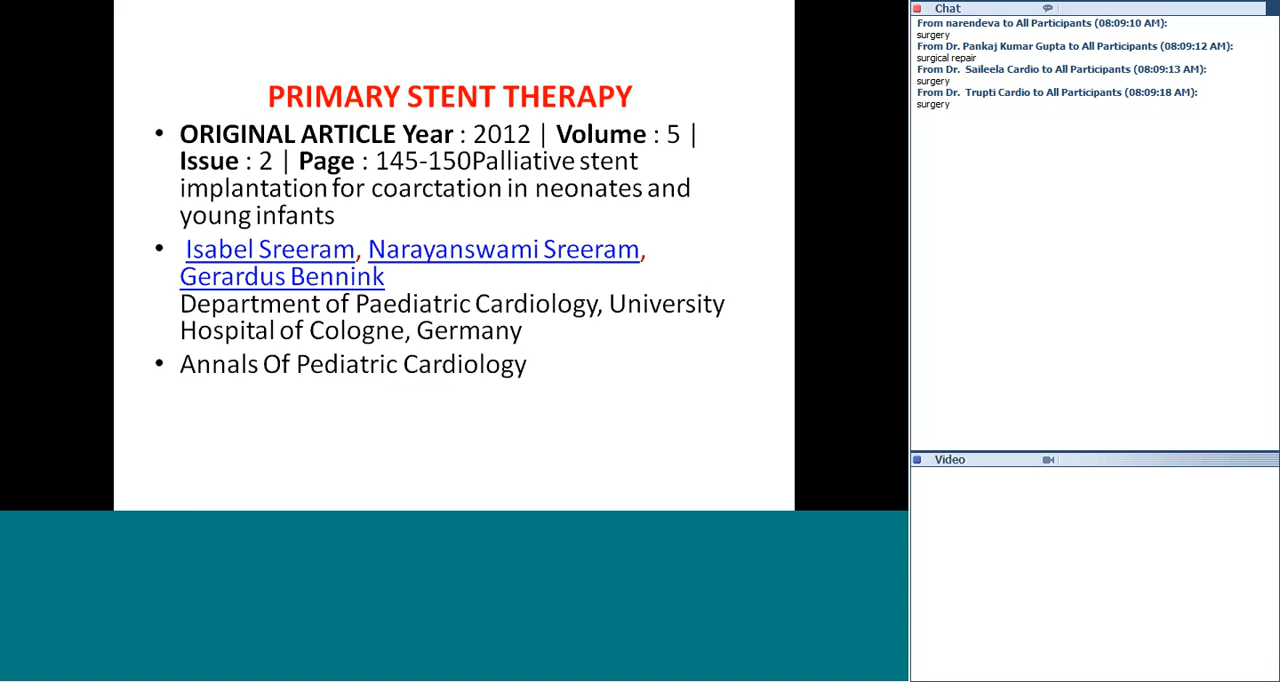 PRIMARY STENT THERAPY
• ORIGINAL ARTICLE Year : 2012 | Volume : 5 |
Issue : 2 | Page : 145-150Palliative stent
implantation for coarctation in neonates and
young infants
• Isabel Sreeram, Narayanswami Sreeram,
Gerardus Bennink
Department of Paediatric Cardiology, University
Hospital of Cologne, Germany
• Annals Of Pediatric Cardiology
Chat
From narendeva to All Participants (08:09:10 AM):
surgery
From Dr. Pankaj Kumar Gupta to All Participants (08:09:12 AM):
surgical repair
From Dr.  Saileela Cardio to All Participants (08:09:13 AM):
surgery
From Dr.  Trupti Cardio to All Participants (08:09:18 AM):
surgery
Video